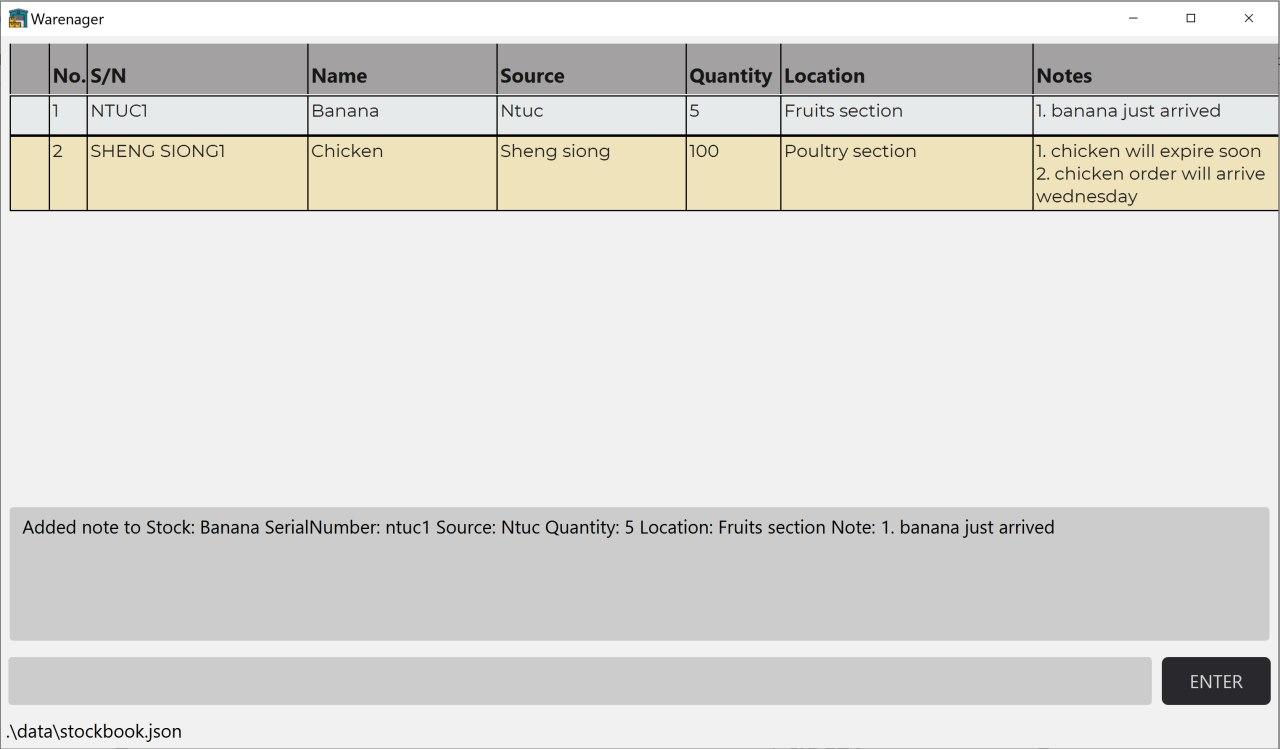 Warenager
No. S/N Name Source Quantity Location Notes
1 NTUC1 Banana Ntuc 5 Fruits section 1. banana just arrived
2 SHENG SIONG1 Chicken Sheng siong 100 Poultry section 1. chicken will expire soon
2. chicken order will arrive
wednesday
Added note to Stock: Banana SerialNumber: ntuc1 Source: Ntuc Quantity: 5 Location: Fruits section Note: 1. banana just arrived
ENTER
.\data\stockbook.json